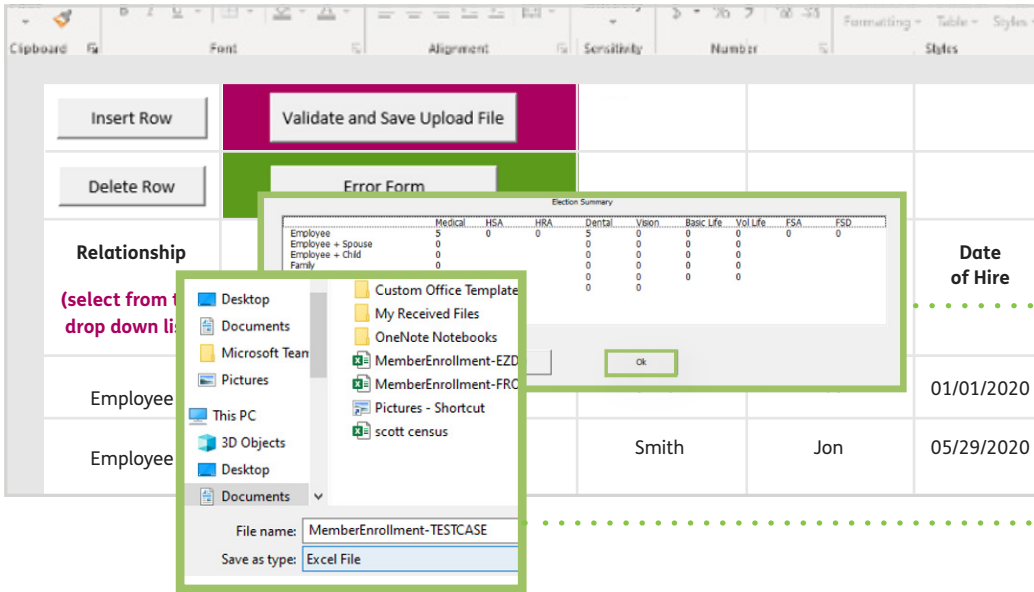 B I U
$ % 9
Formatting Table Styles
Clipboard Font Alignment Sensitivity Number Styles
Insert Row Validate and Save Upload File
Delete Row Error Form
Election Summary
Medical HSA HRA Dental Vision Basic Life Vol Life FSA FSD
Employee 5 0 0 5 0 0 0 0 0
Employee + Spouse 0 0 0 0 0
Employee + Child 0 0 0 0 0
Family 0 0 0 0 0
0 0 0 0
0 0
Relationship
(select from t
drop down lis
Date
of Hire
Ok
Desktop
Documents
Microsoft Team
Pictures
This PC
3D Objects
Desktop
Documents
Custom Office Template
My Received Files
OneNote Notebooks
MemberEnrollment-EZD
MemberEnrollment-FRO
Pictures - Shortcut
scott census
Employee 01/01/2020
Employee Smith Jon 05/29/2020
File name: MemberEnrollment-TESTCASE
Save as type: Excel File